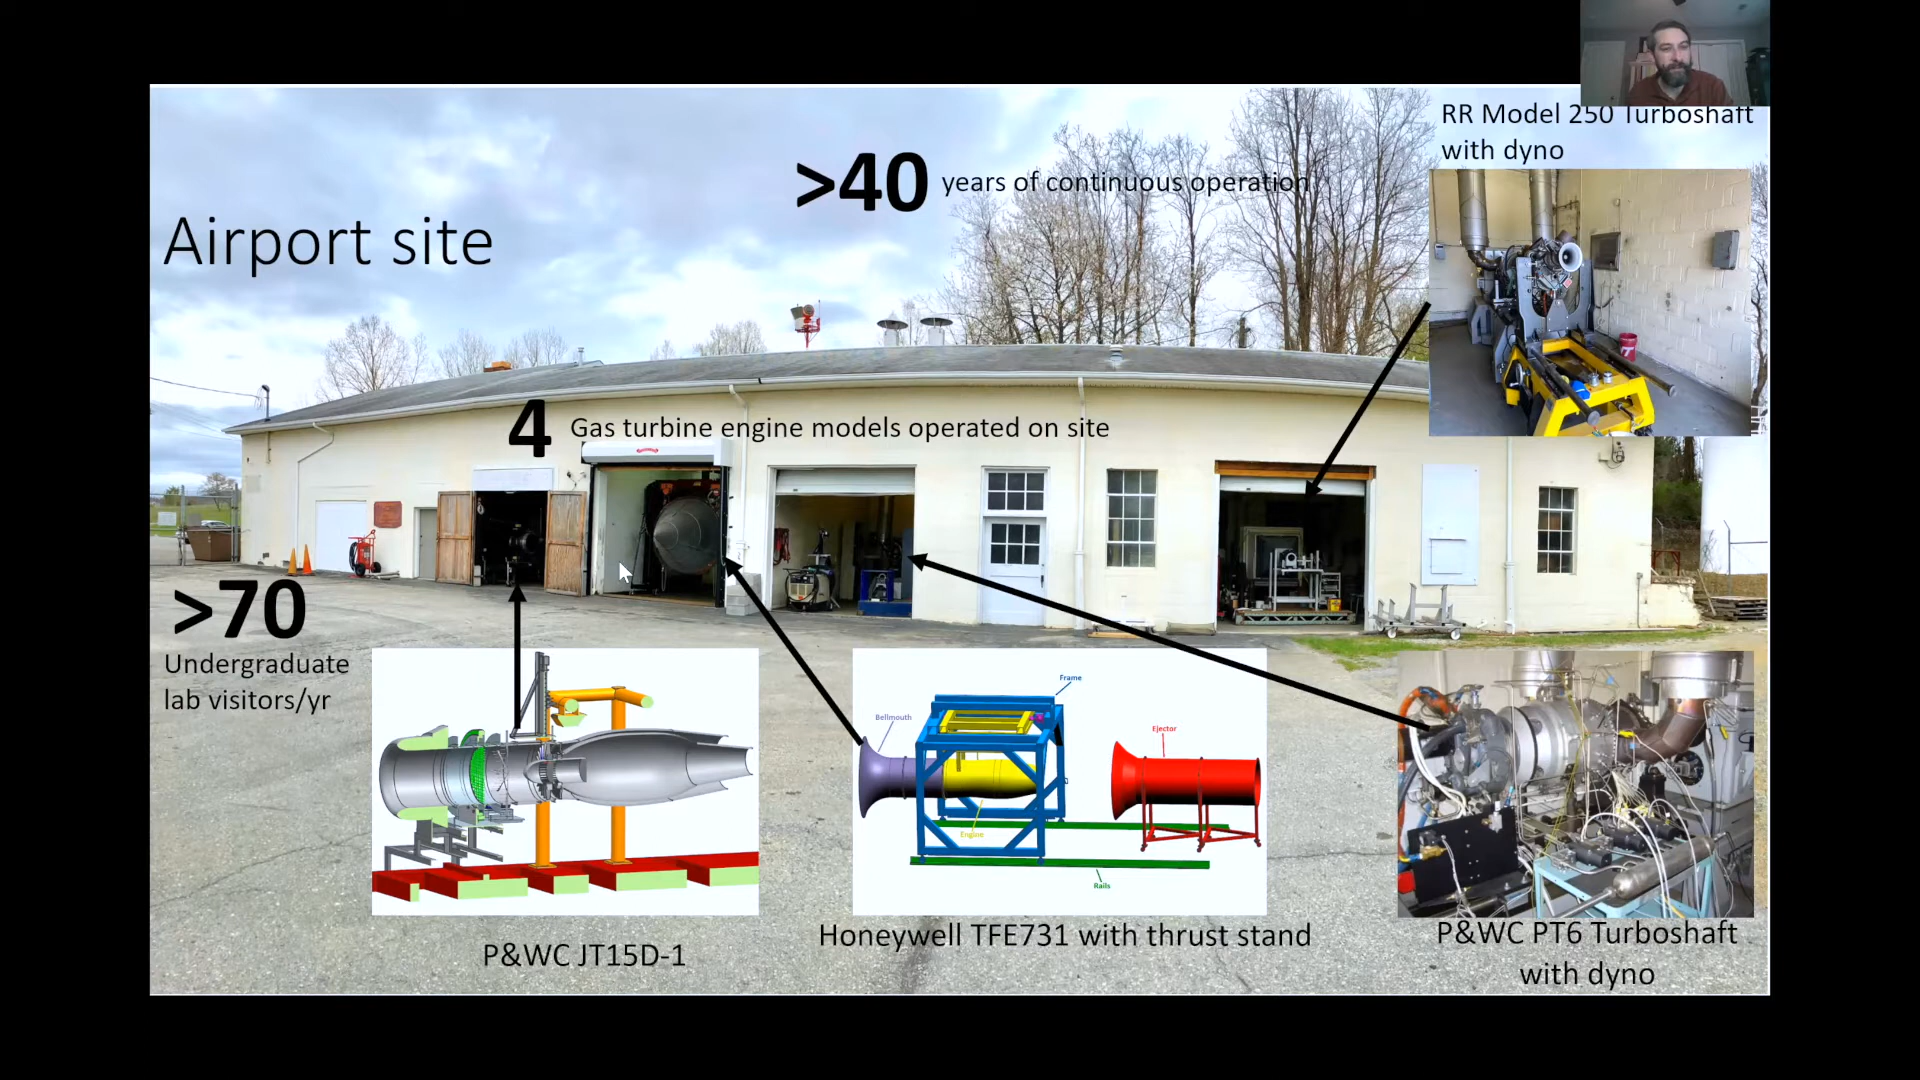 RR Model 250 Turboshaft
with dyno
>40 years of continuous operation
Airport site
4 Gas turbine engine models operated on site
>70
Undergraduate
lab visitors/yr
Frame
Bellmouth
Ejector
Engine
Rails
P&WC JT15D-1
Honeywell TFE731 with thrust stand
P&WC PT6 Turboshaft
with dyno